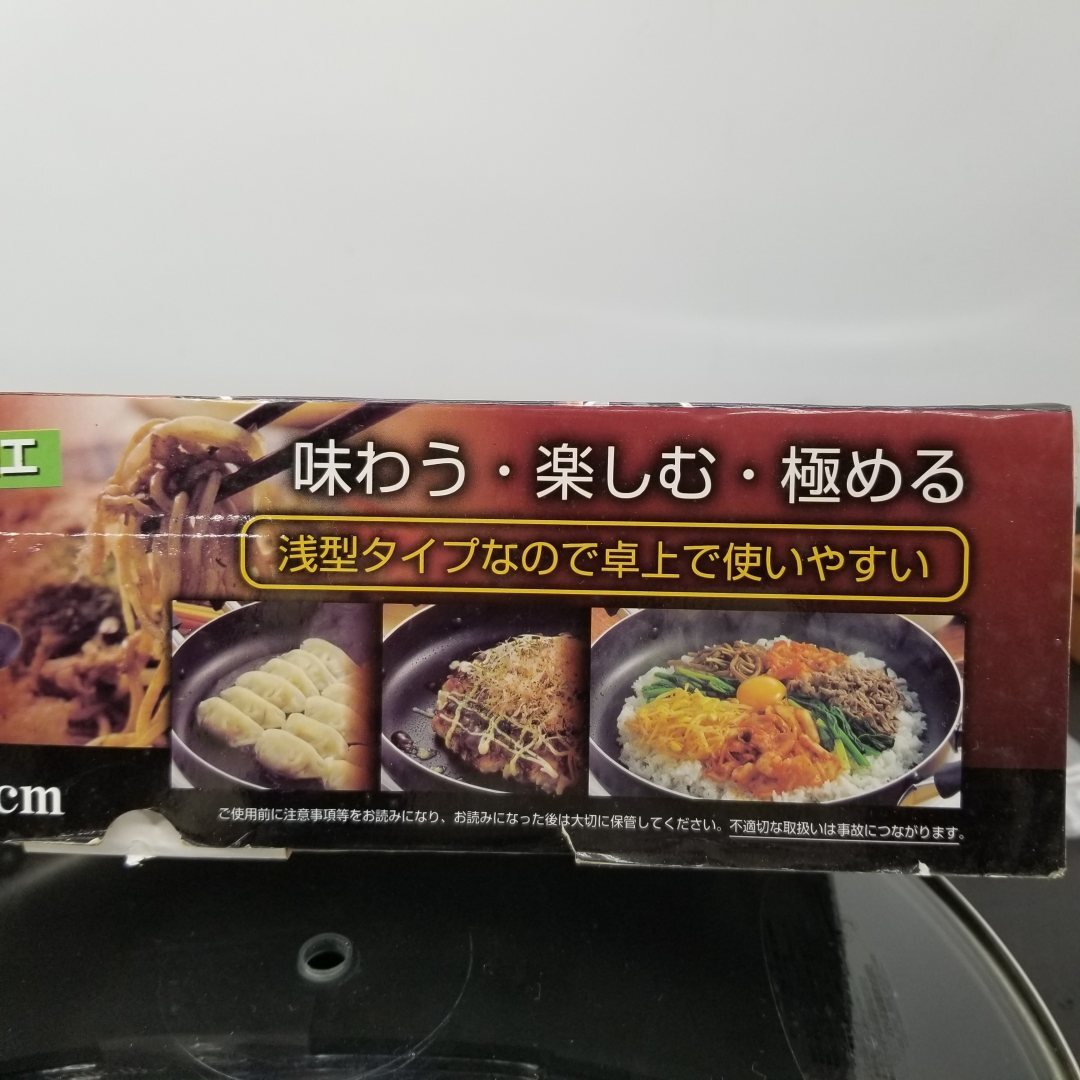 工
味わう・楽しむ・極める
浅型タイプなので卓上で使いやすい
cm
ご使用前に注意事項等をお読みになり、お読みになった後は大切に保管してください。不適切な取扱いは事故につながります。